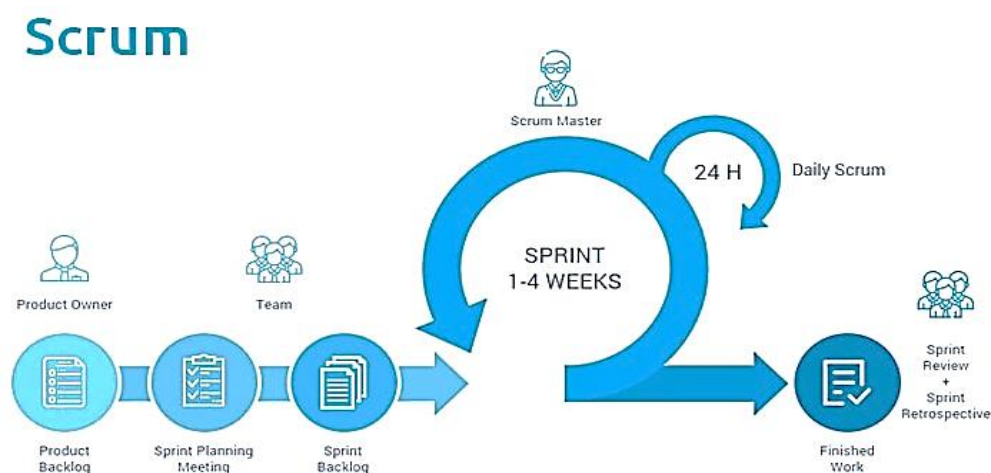 Scrum
Scrum Master
24 H
Daily Scrum
SPRINT
1-4 WEEKS
Product Owner
Team
Sprint
Review
+
Sprint
Retrospective
Product
Backlog
Sprint Planning
Meeting
Sprint
Backlog
Finished
Work